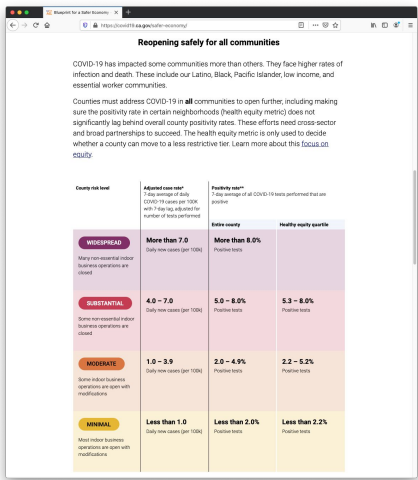 Blueprint for a Safer Economy
https://covid19.ca.gov/safer-economy/
Reopening safely for all communities
COVID-19 has impacted some communities more than others. They face higher rates of
infection and death. These include our Latino, Black, Pacific Islander, low income, and
essential worker communities.
Counties must address COVID-19 in all communities to open further, including making
sure the positivity rate in certain neighborhoods (health equity metric) does not
significantly lag behind overall county positivity rates. These efforts need cross-sector
and broad partnerships to succeed. The health equity metric is only used to decide
whether a county can move to a less restrictive tier. Learn more about this focus on
equity.
County risk level
Adjusted case rate*
7-day average of daily
COVID-19 cases per 100K
with 7-day lag, adjusted for
number of tests performed
Positivity rate**
7-day average of all COVID-19 tests performed that are
positive
Entire county
Healthy equity quartile
WIDESPREAD
Many non-essential indoor
business operations are
closed
More than 7.0
Daily new cases (per 100k)
More than 8.0%
Positive tests
SUBSTANTIAL
Some non-essential indoor
business operations are
closed
4.0 – 7.0
Daily new cases (per 100k)
5.0 – 8.0%
Positive tests
5.3 – 8.0%
Positive tests
MODERATE
Some indoor business
operations are open with
modifications
1.0 – 3.9
Daily new cases (per 100k)
2.0 – 4.9%
Positive tests
2.2 – 5.2%
Positive tests
MINIMAL
Most indoor business
operations are open with
modifications
Less than 1.0
Daily new cases (per 100k)
Less than 2.0%
Positive tests
Less than 2.2%
Positive tests